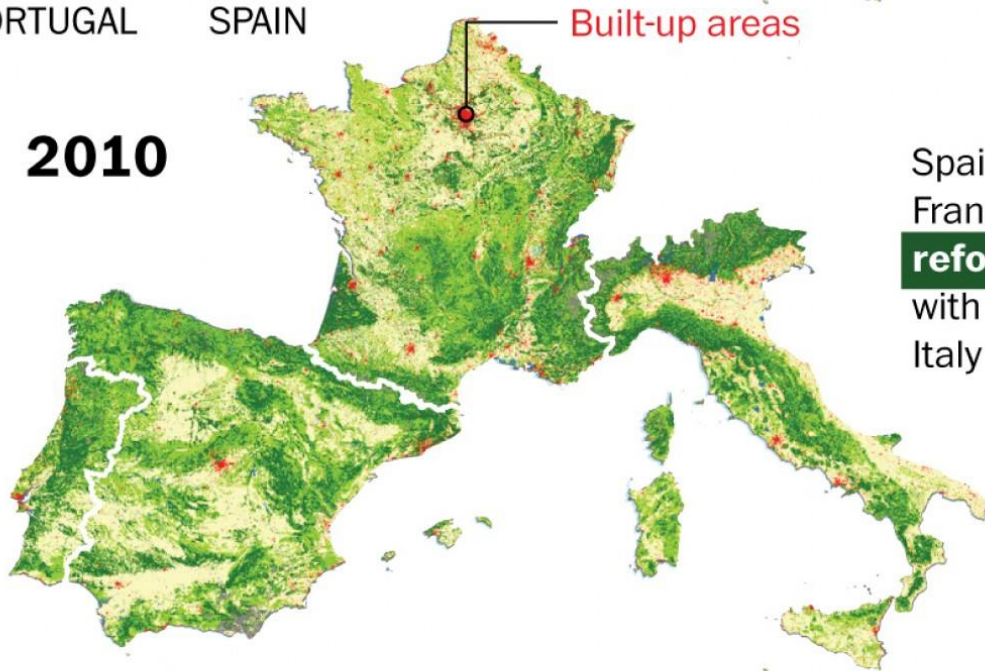 ORTUGAL SPAIN
Built-up areas
2010
Spai
Fran
refo
with
Italy